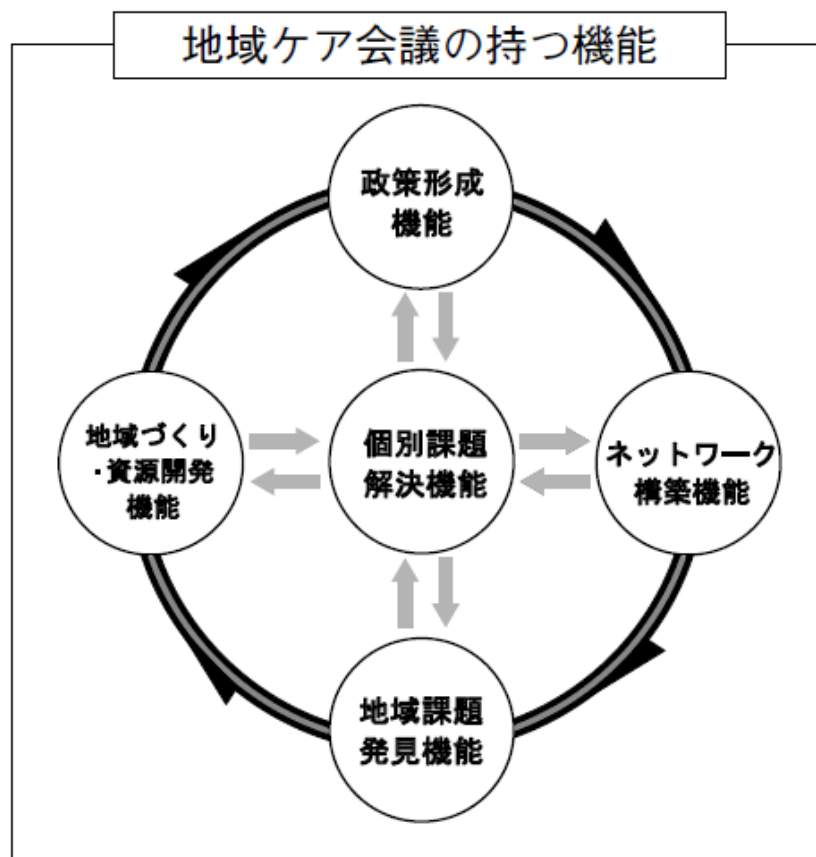 地域ケア会議の持つ機能
政策形成
機能
地域づくり
・資源開発
機能
個別課題
解決機能
ネットワーク
構築機能
地域課題
発見機能